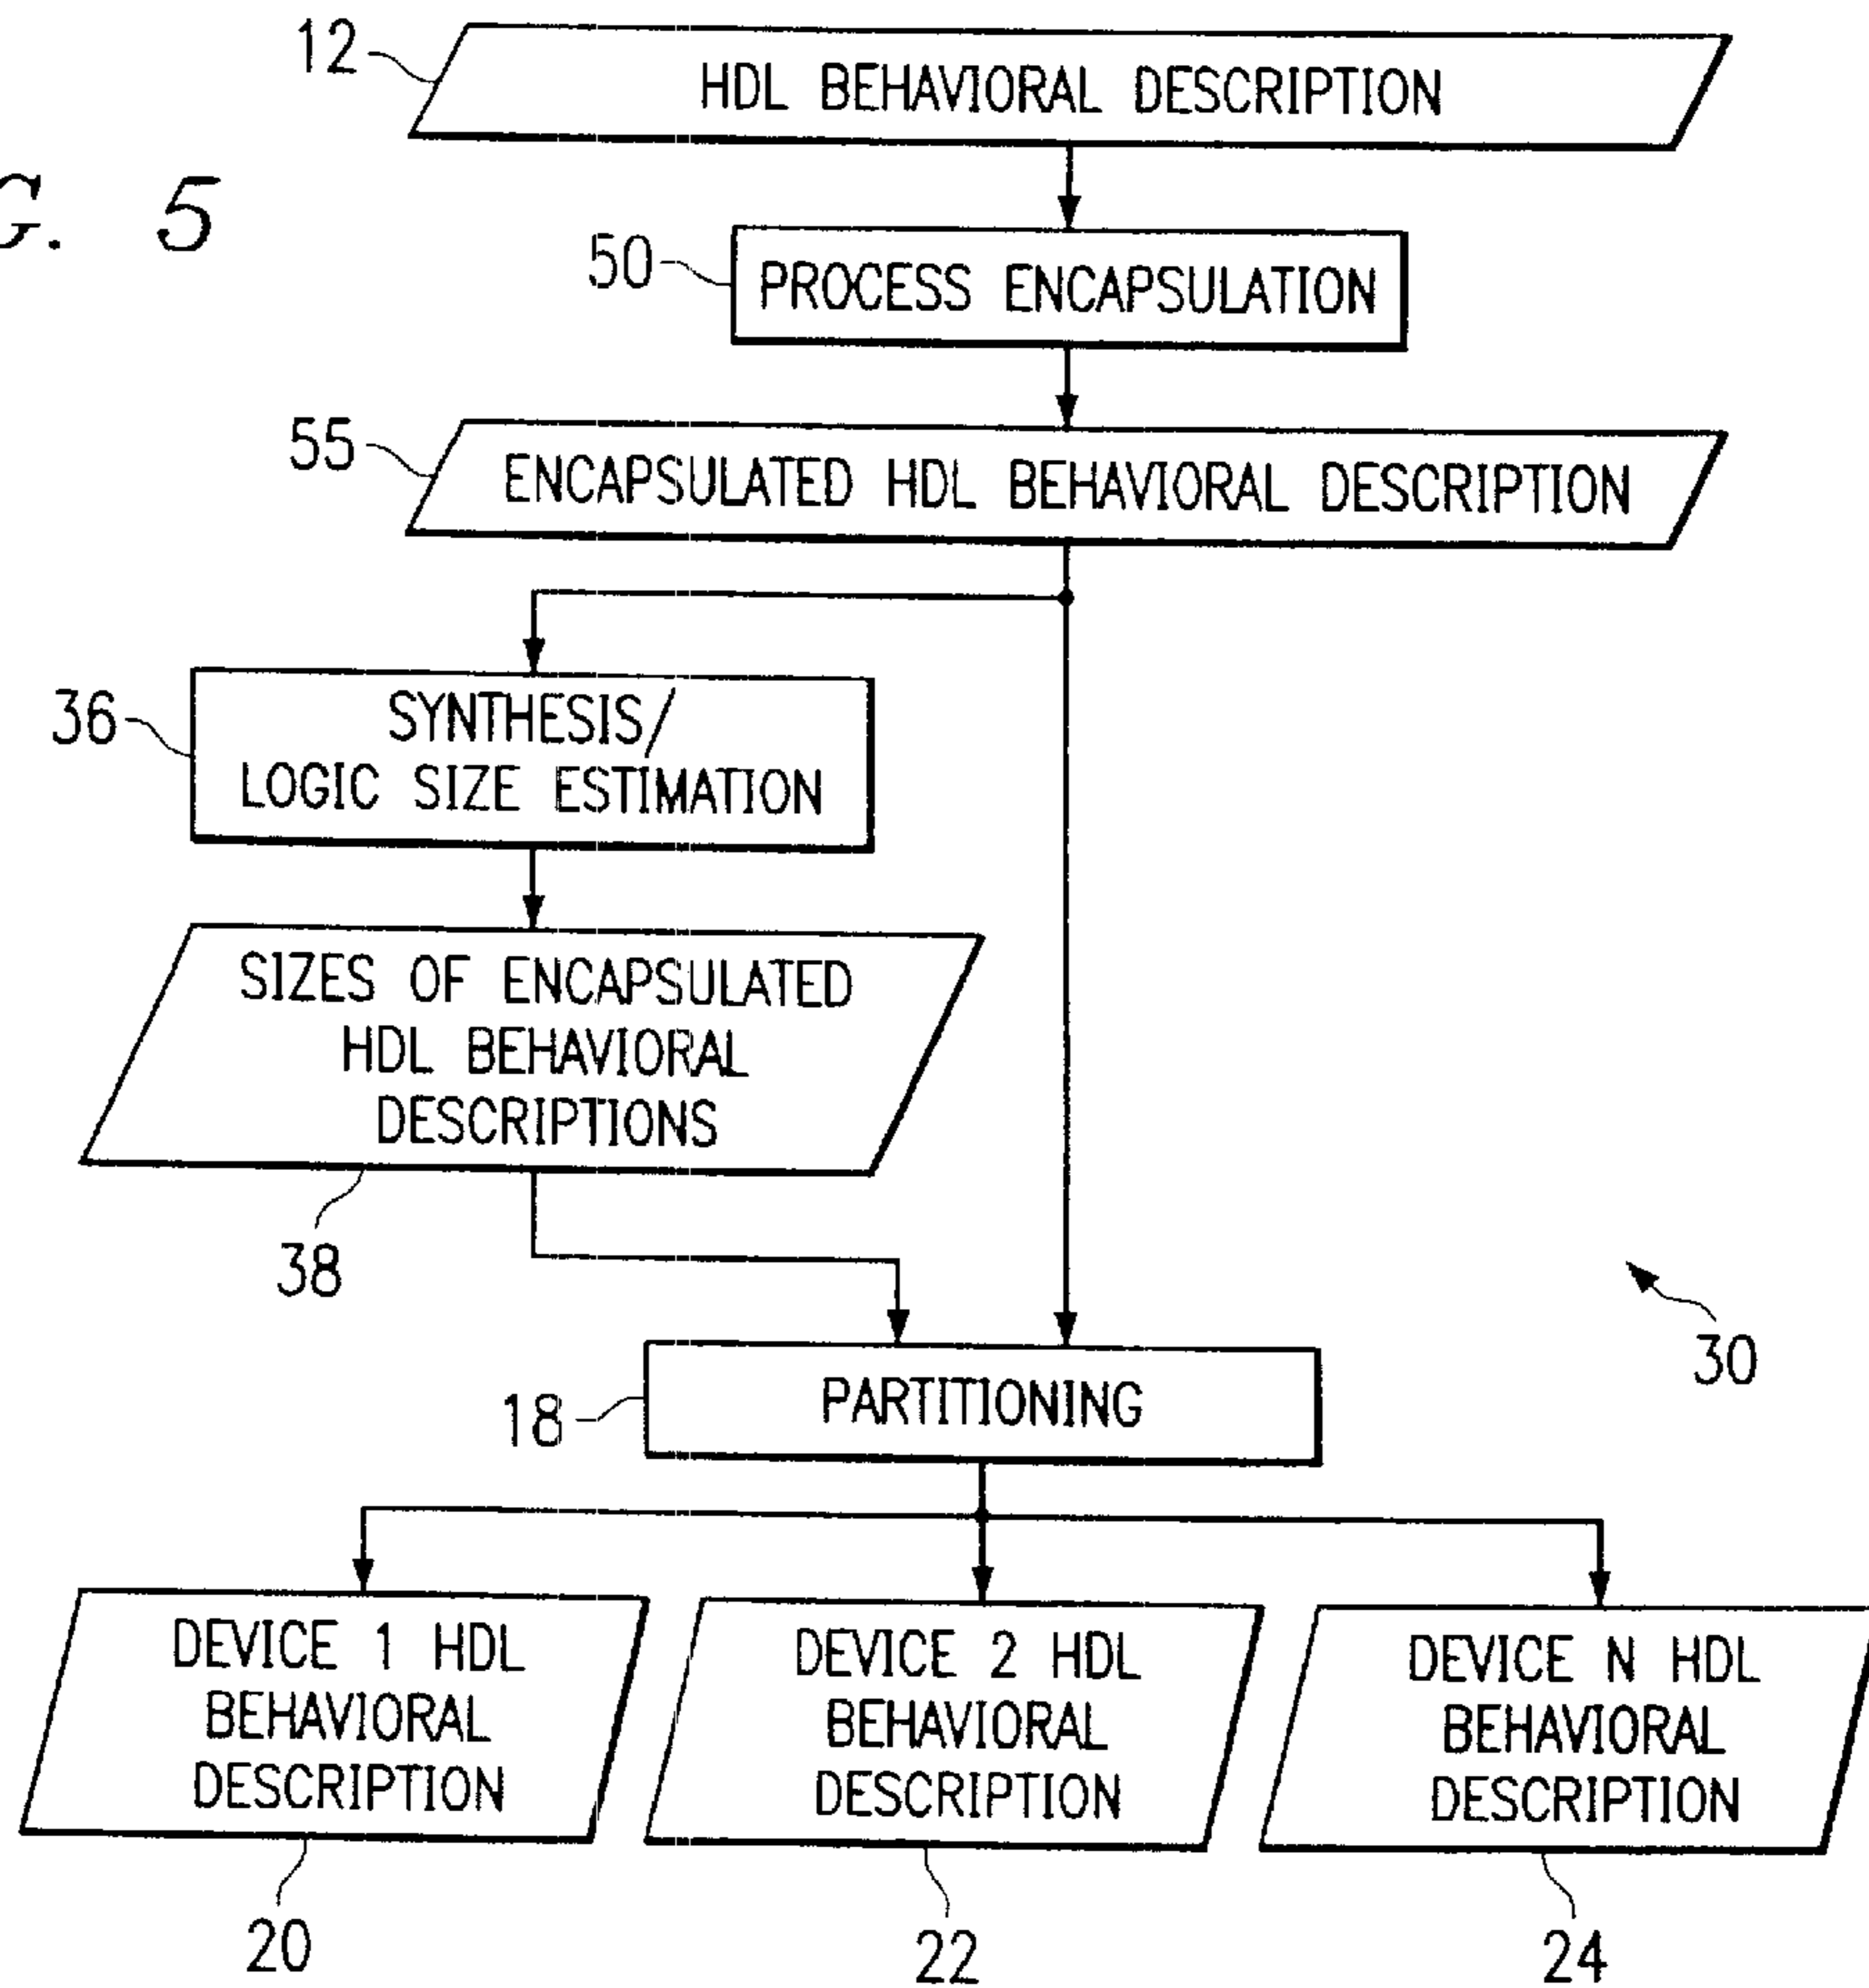 12
HDL BEHAVIORAL DESCRIPTION
G. 5
50
PROCESS ENCAPSULATION
55
ENCAPSULATED HDL BEHAVIORAL DESCRIPTION
36
SYNTHESIS/
LOGIC SIZE ESTIMATION
SIZES OF ENCAPSULATED
HDL BEHAVIORAL
DESCRIPTIONS
38
30
18
PARTITIONING
DEVICE 1 HDL
BEHAVIORAL
DESCRIPTION
DEVICE 2 HDL
BEHAVIORAL
DESCRIPTION
DEVICE N HDL
BEHAVIORAL
DESCRIPTION
20
22
24